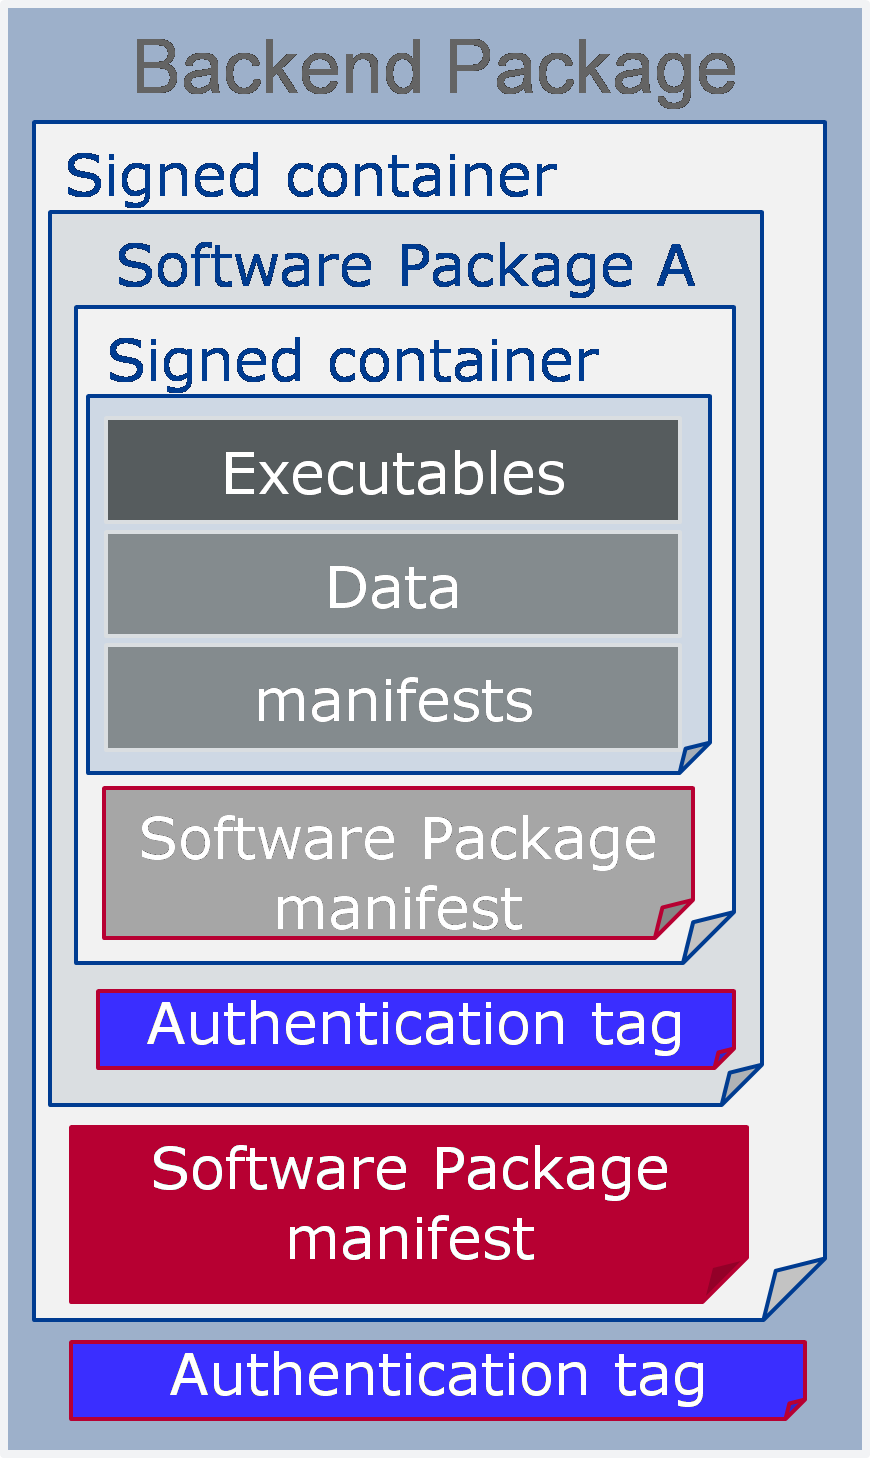 Backend Package
Signed container
Software Package A
Signed container
Executables
Data
manifests
Software Package
manifest
Authentication tag
Software Package
manifest
Authentication tag